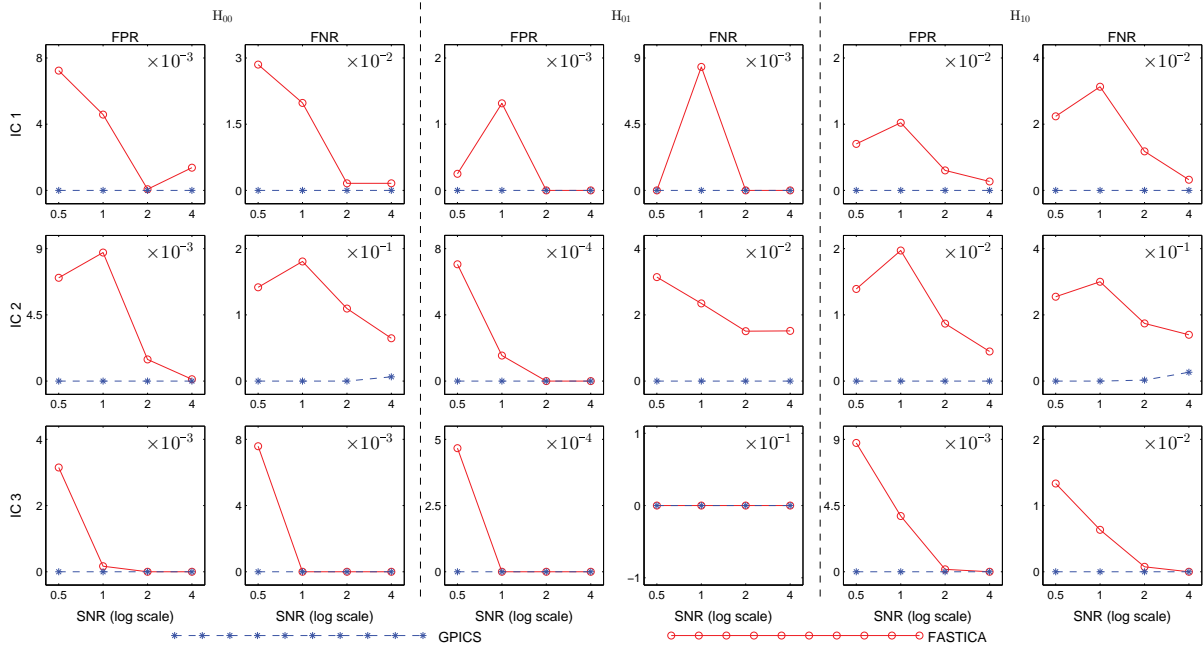 H₀₀ H₀₁ H₁₀
FPR FNR FPR FNR FPR FNR
IC 1
8 4 0 ×10⁻³ 0.5 1 2 4
3 1.5 0 ×10⁻² 0.5 1 2 4
2 1 0 ×10⁻³ 0.5 1 2 4
9 4.5 0 ×10⁻³ 0.5 1 2 4
2 1 0 ×10⁻² 0.5 1 2 4
4 2 0 ×10⁻² 0.5 1 2 4
IC 2
9 4.5 0 ×10⁻³ 0.5 1 2 4
2 1 0 ×10⁻¹ 0.5 1 2 4
8 4 0 ×10⁻⁴ 0.5 1 2 4
4 2 0 ×10⁻² 0.5 1 2 4
2 1 0 ×10⁻² 0.5 1 2 4
4 2 0 ×10⁻¹ 0.5 1 2 4
IC 3
4 2 0 ×10⁻³ 0.5 1 2 4
8 4 0 ×10⁻³ 0.5 1 2 4
5 2.5 0 ×10⁻⁴ 0.5 1 2 4
1 0 −1 ×10⁻¹ 0.5 1 2 4
9 4.5 0 ×10⁻³ 0.5 1 2 4
2 1 0 ×10⁻² 0.5 1 2 4
SNR (log scale) SNR (log scale) SNR (log scale) SNR (log scale) SNR (log scale) SNR (log scale)
GPICS FASTICA